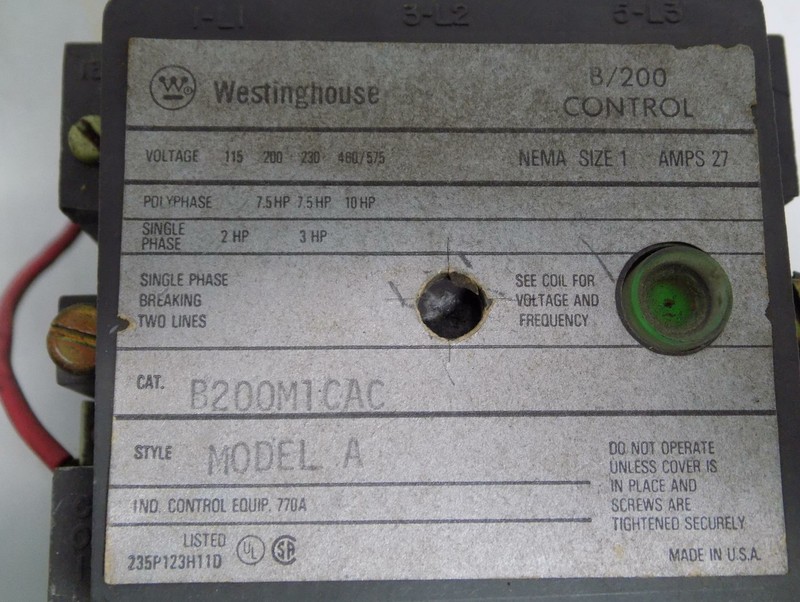 1-L1 3-L2 5-L3
W Westinghouse
B/200
CONTROL
VOLTAGE 115 200 230 460/575
NEMA SIZE 1 AMPS 27
POLYPHASE 7.5 HP 7.5 HP 10 HP
SINGLE
PHASE 2 HP 3 HP
SINGLE PHASE
BREAKING
TWO LINES
SEE COIL FOR
VOLTAGE AND
FREQUENCY
CAT. B200M1CAC
STYLE MODEL A
IND. CONTROL EQUIP. 770A
LISTED
235P123H11D
UL SA
DO NOT OPERATE
UNLESS COVER IS
IN PLACE AND
SCREWS ARE
TIGHTENED SECURELY
MADE IN U.S.A.